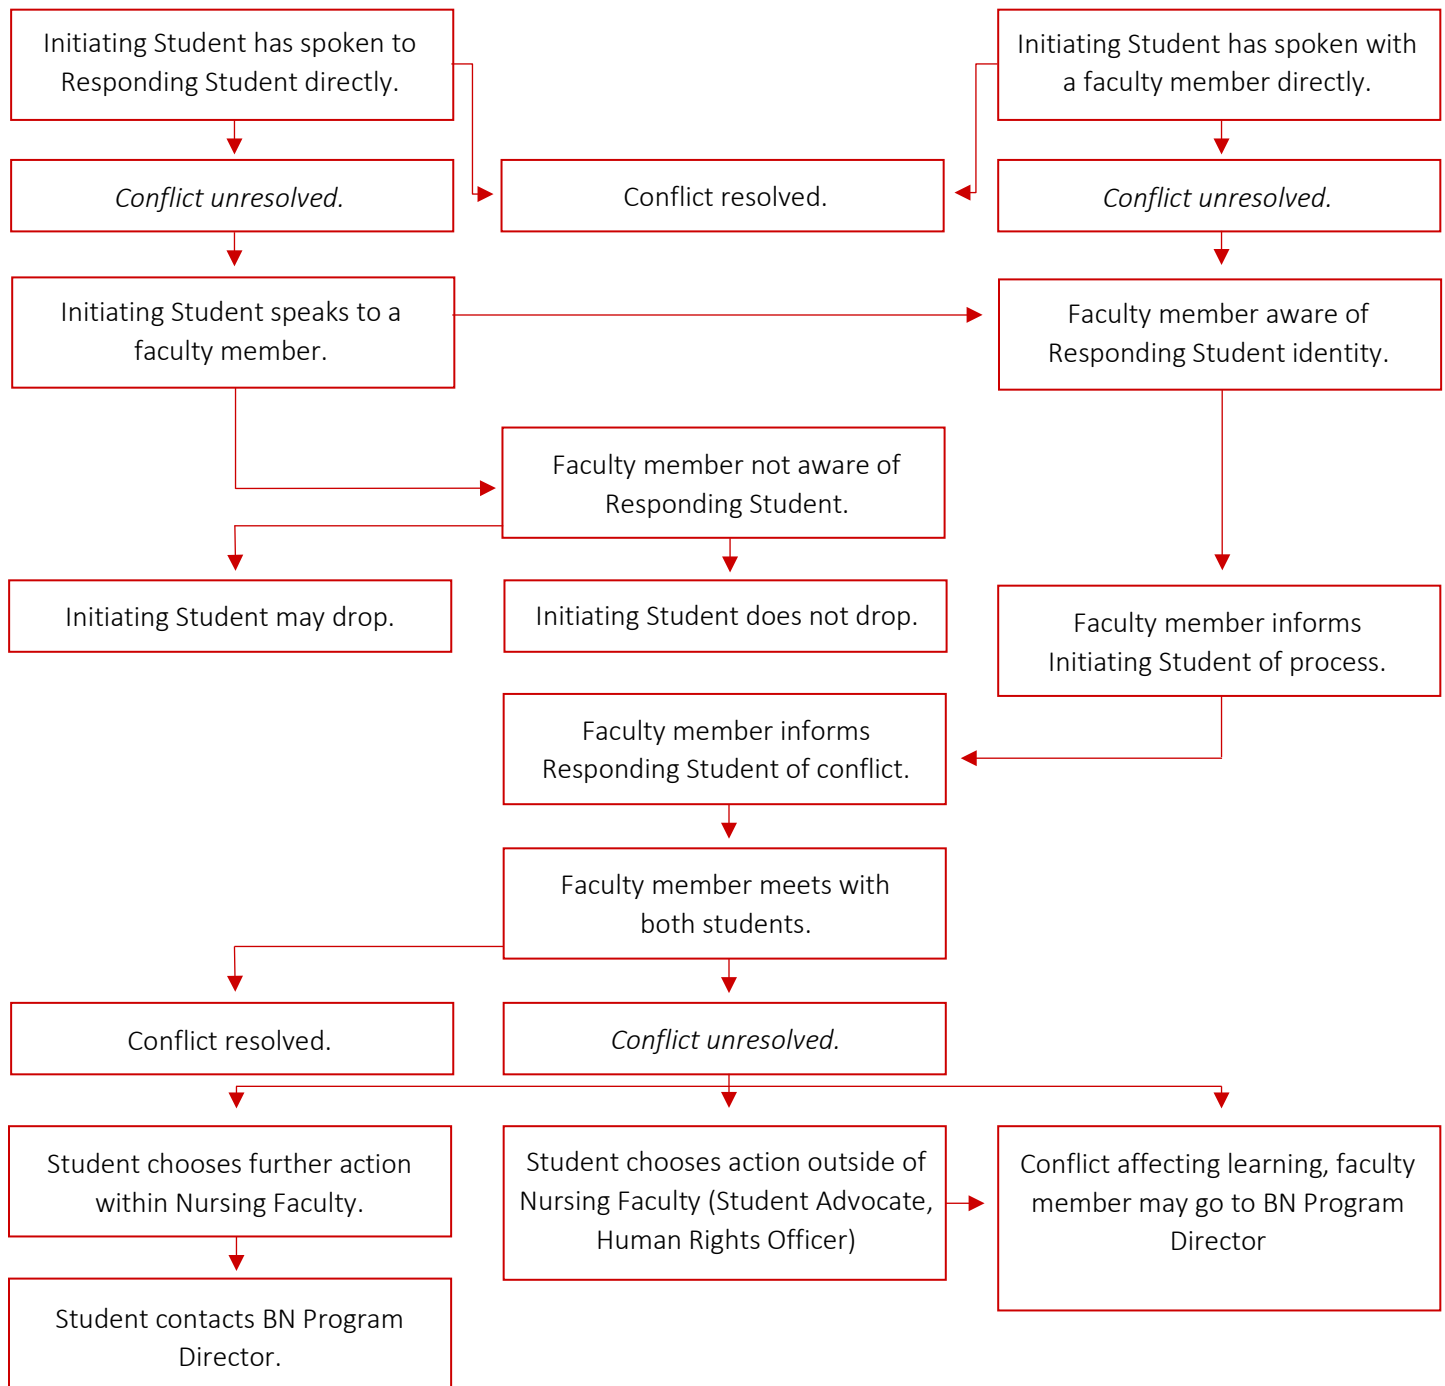 Initiating Student has spoken to
Responding Student directly.
Initiating Student has spoken with
a faculty member directly.
Conflict unresolved.
Conflict resolved.
Conflict unresolved.
Initiating Student speaks to a
faculty member.
Faculty member aware of
Responding Student identity.
Faculty member not aware of
Responding Student.
Initiating Student may drop.
Initiating Student does not drop.
Faculty member informs
Initiating Student of process.
Faculty member informs
Responding Student of conflict.
Faculty member meets with
both students.
Conflict resolved.
Conflict unresolved.
Student chooses further action
within Nursing Faculty.
Student chooses action outside of
Nursing Faculty (Student Advocate,
Human Rights Officer)
Conflict affecting learning, faculty
member may go to BN Program
Director
Student contacts BN Program
Director.